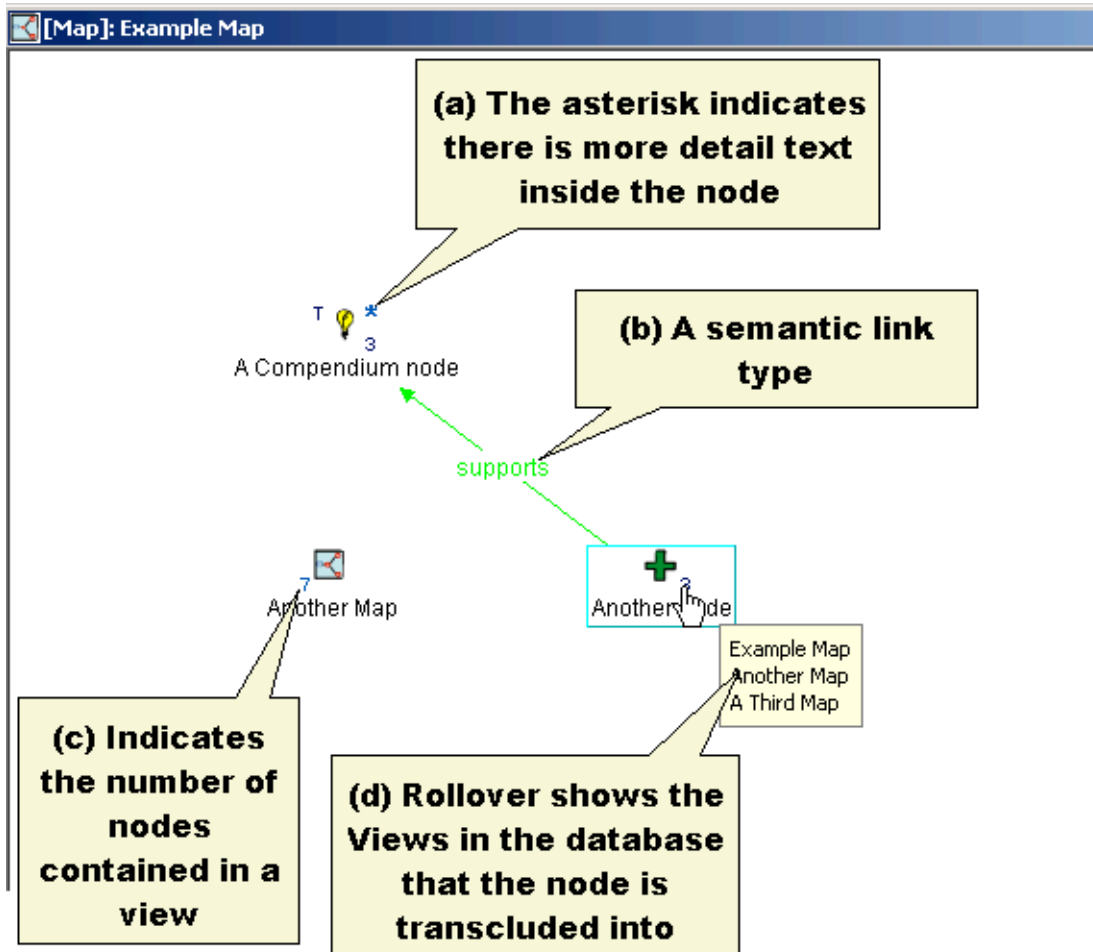 [Map]: Example Map
(a) The asterisk indicates
there is more detail text
inside the node
T *
3
A Compendium node
(b) A semantic link
type
supports
7
Another Map
Another
Example Map
Another Map
A Third Map
(c) Indicates
the number of
nodes
contained in a
view
(d) Rollover shows the
Views in the database
that the node is
transcluded into